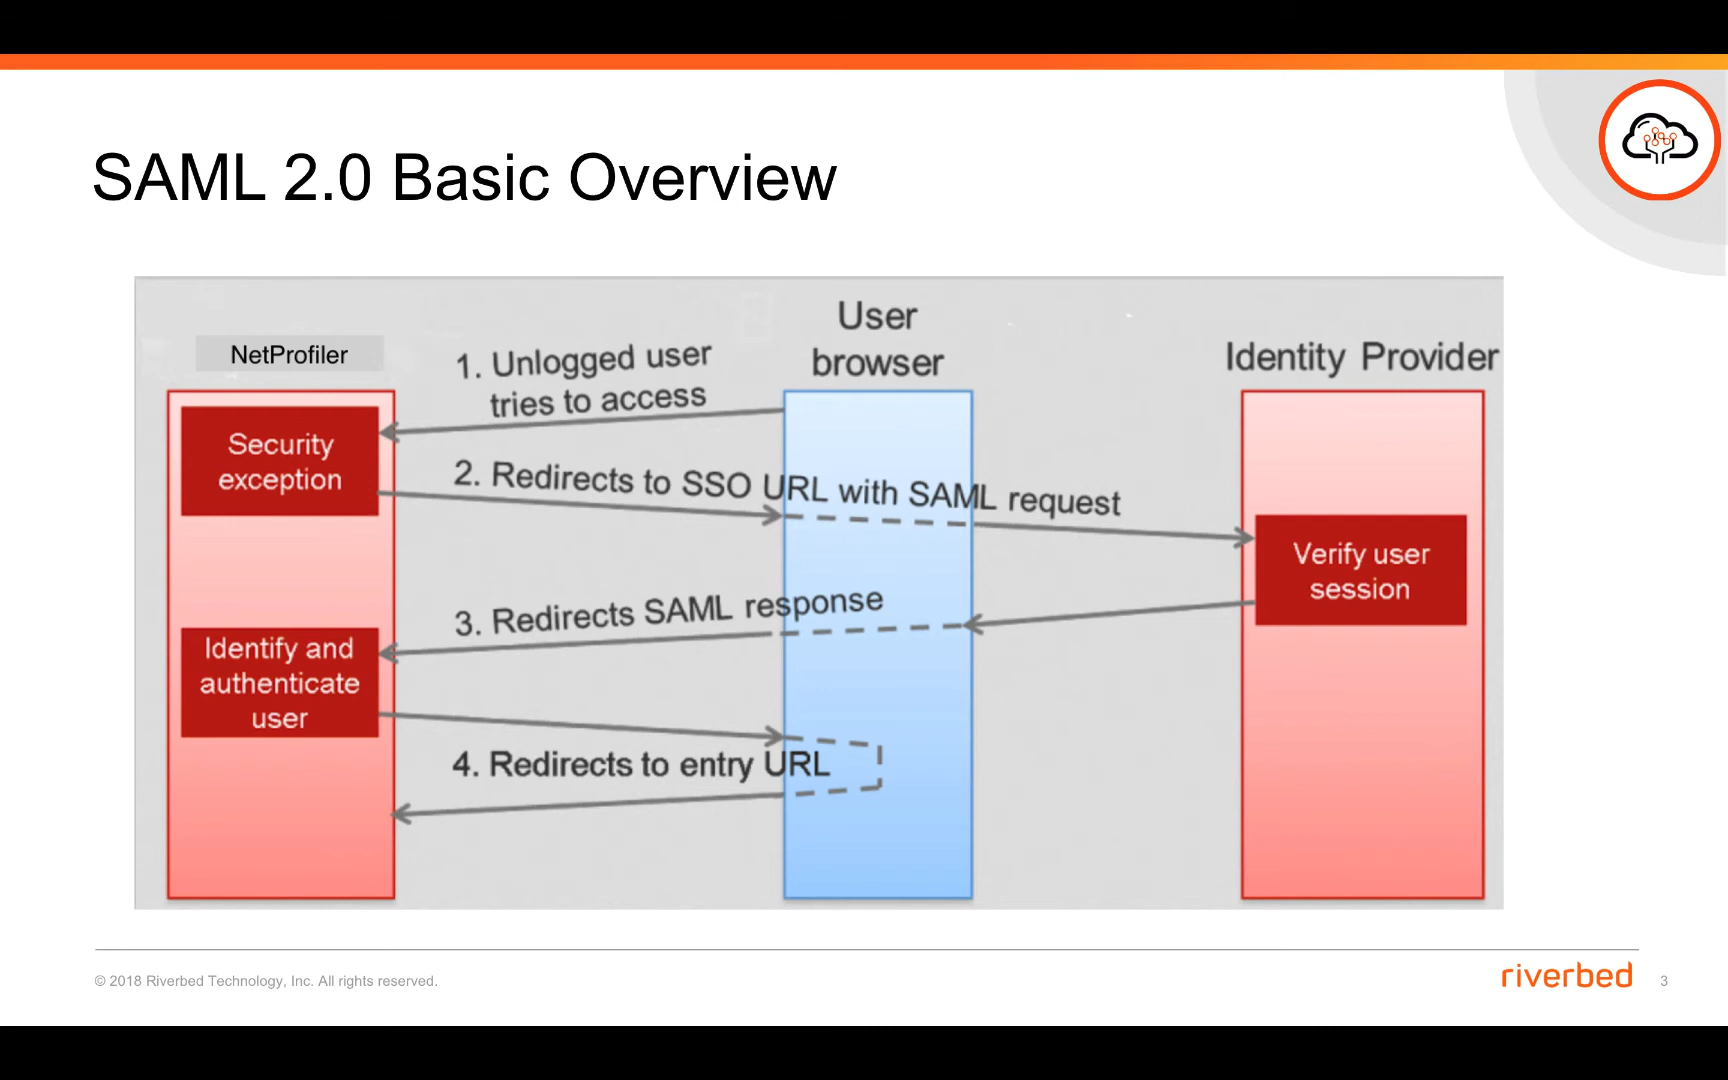 SAML 2.0 Basic Overview
NetProfiler
User
browser
Identity Provider
1. Unlogged user
tries to access
Security
exception
2. Redirects to SSO URL with SAML request
Verify user
session
3. Redirects SAML response
Identify and
authenticate
user
4. Redirects to entry URL
© 2018 Riverbed Technology, Inc. All rights reserved.
riverbed
3